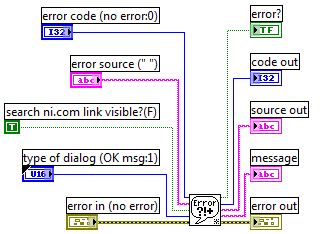 error code (no error:0)
I32
error source (" ")
abc
search ni.com link visible?(F)
T
type of dialog (OK msg:1)
U16
error in (no error)
Error
?!+
error?
TF
code out
I32
source out
abc
message
abc
error out